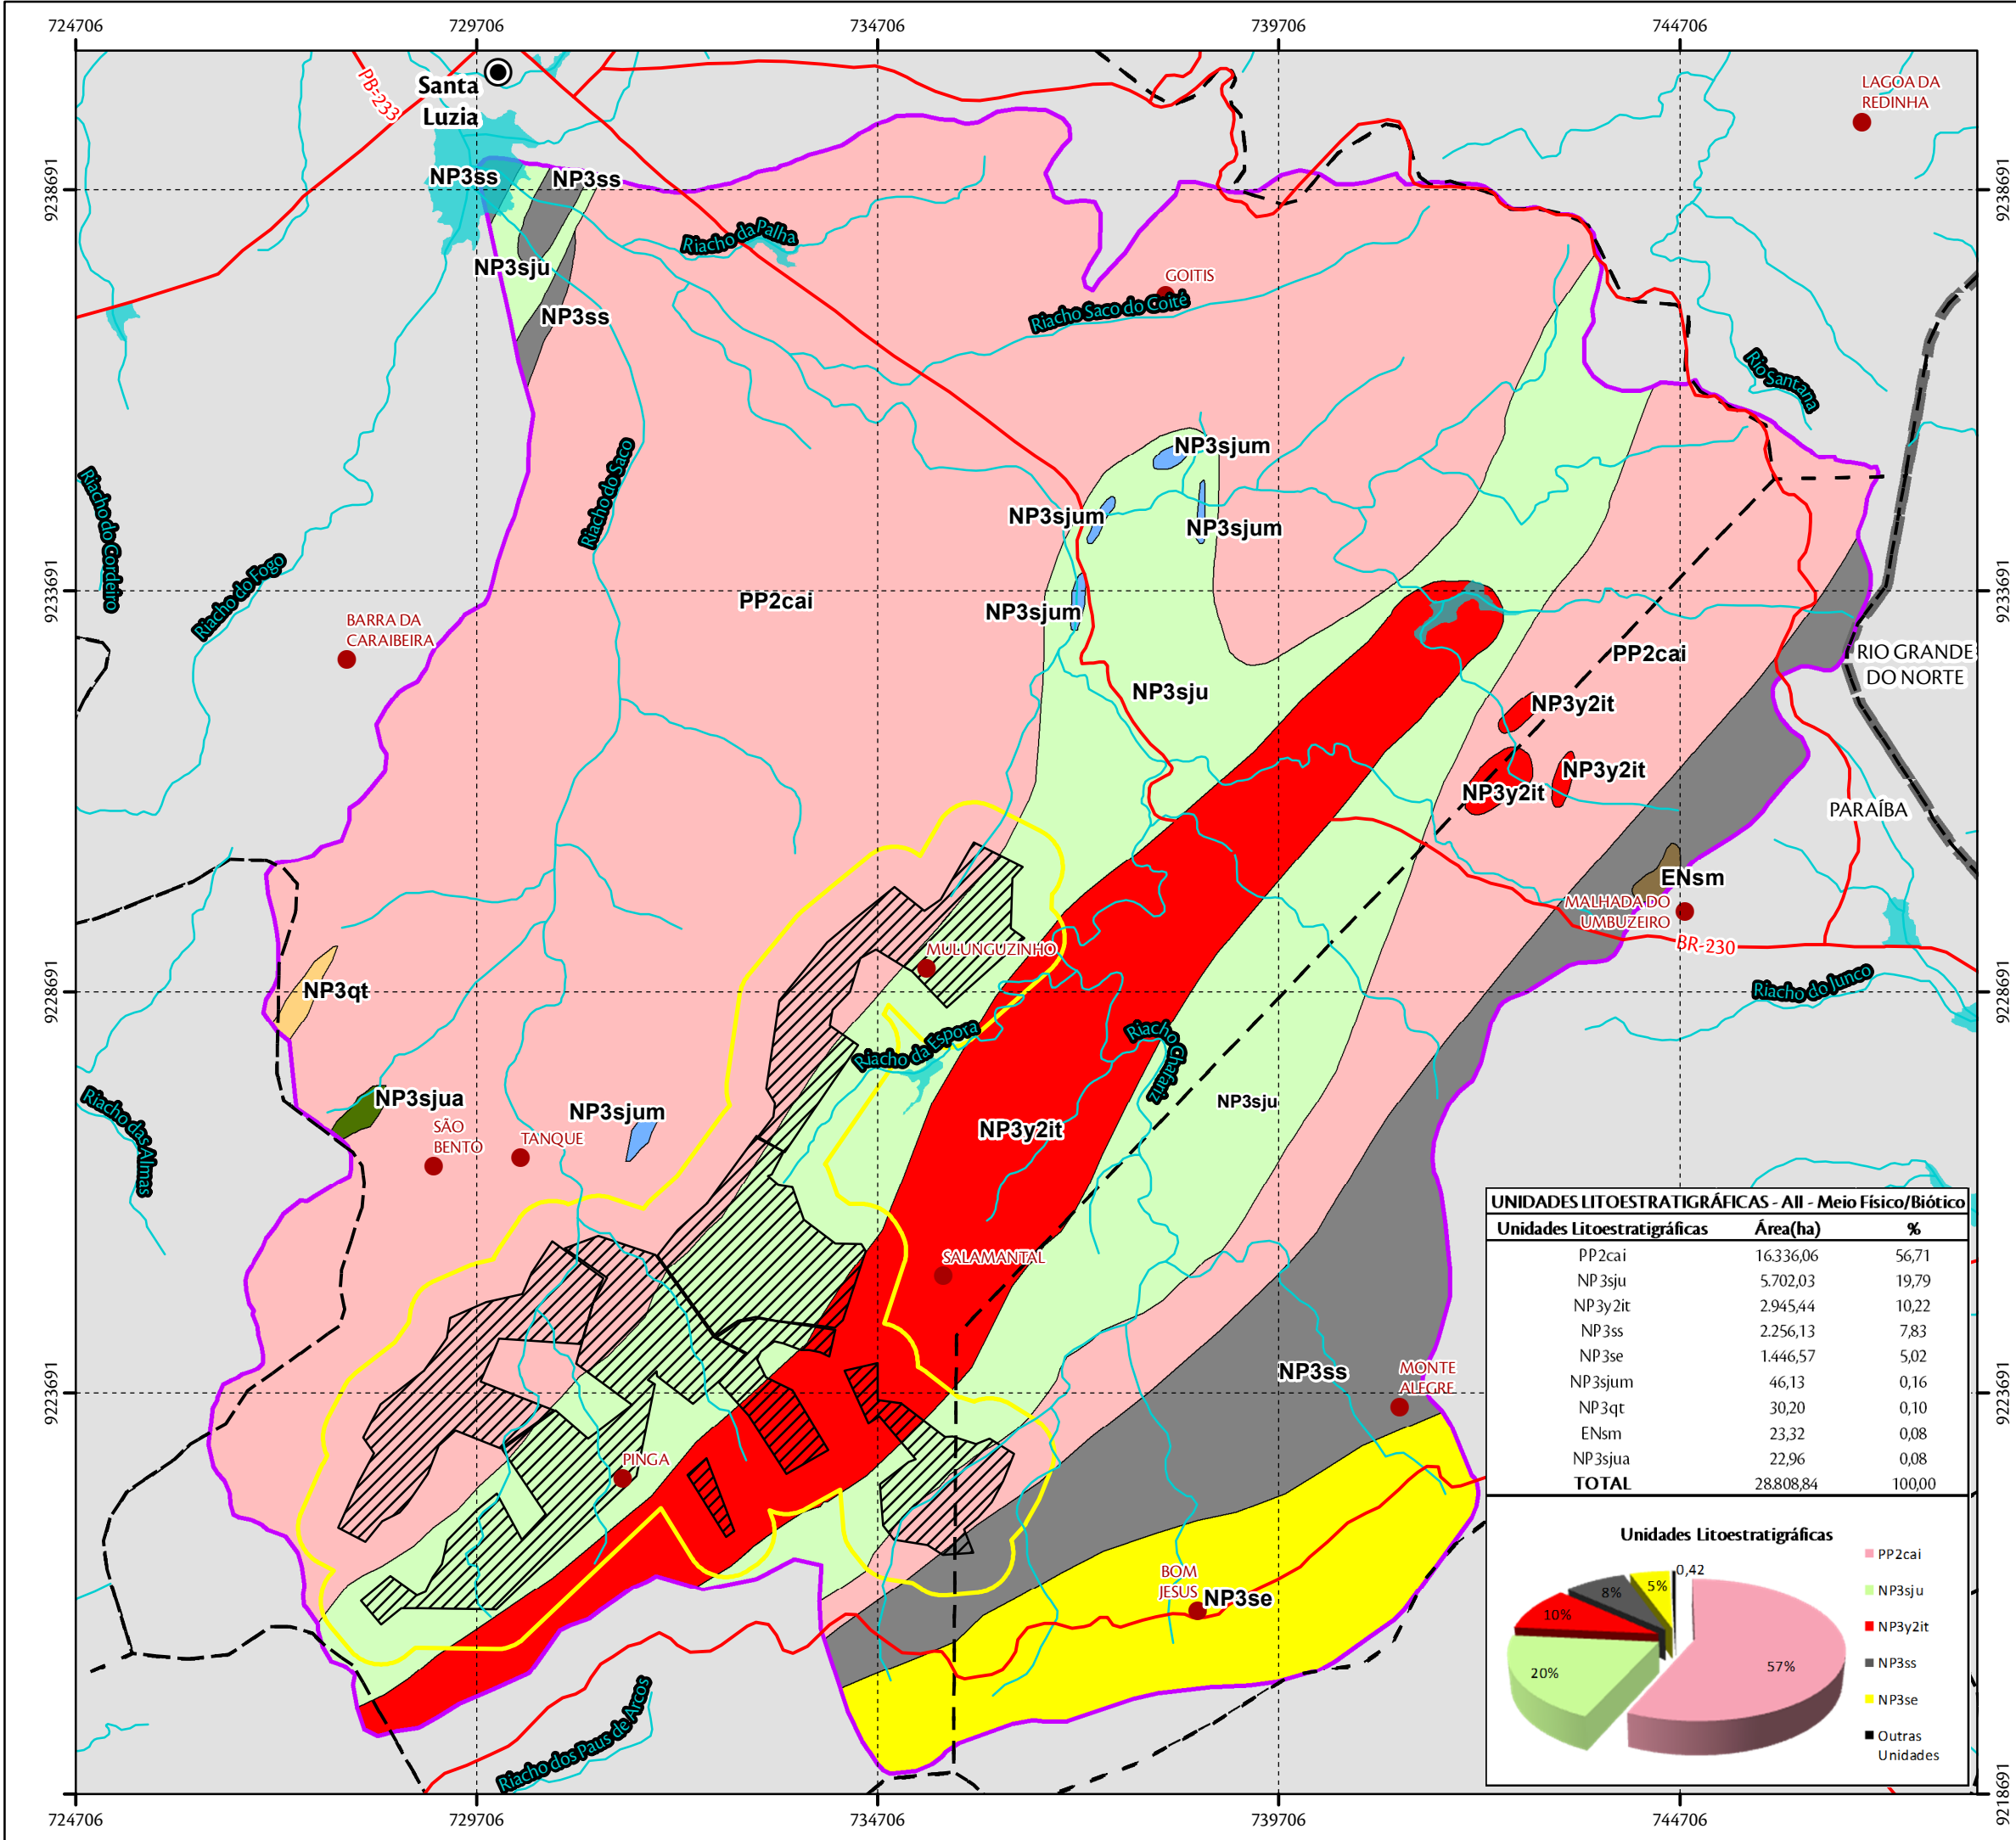 724706
729706
734706
739706
744706
9238691
9233691
9228691
9223691
9218691
Santa
Luzia
PB-233
LAGOA DA
REDINHA
NP3ss
NP3ss
Riacho da Palha
NP3sju
GOITIS
Riacho Saco do Coité
NP3ss
Rio Santana
Riacho do Cordeiro
Riacho do Fogo
Riacho do Saco
NP3sjum
NP3sjum
NP3sjum
NP3sjum
PP2cai
BARRA DA
CARAIBEIRA
PP2cai
RIO GRANDE
DO NORTE
NP3sju
NP3y2it
NP3y2it
NP3y2it
PARAÍBA
ENsm
MALHADA DO
UMBUZEIRO
BR-230
MULUNGUZINHO
NP3qt
Riacho do Junco
Riacho da Espora
Riacho Chafariz
NP3sjua
NP3sjum
NP3sju
NP3y2it
Riacho das Almas
SÃO
BENTO
TANQUE
SALAMANTAL
NP3ss
MONTE
ALEGRE
PINGA
BOM
JESUS
NP3se
Riacho dos Paus de Arcos
UNIDADES LITOESTRATIGRÁFICAS - AII - Meio Físico/Biótico
Unidades Litoestratigráficas Área(ha) %
PP2cai 16.336,06 56,71
NP3sju 5.702,03 19,79
NP3y2it 2.945,44 10,22
NP3ss 2.256,13 7,83
NP3se 1.446,57 5,02
NP3sjum 46,13 0,16
NP3qt 30,20 0,10
ENsm 23,32 0,08
NP3sjua 22,96 0,08
TOTAL 28.808,84 100,00
Unidades Litoestratigráficas
57%
20%
10%
8%
5%
0,42
PP2cai
NP3sju
NP3y2it
NP3ss
NP3se
Outras
Unidades
9238691
9233691
9228691
9223691
9218691
724706
729706
734706
739706
744706